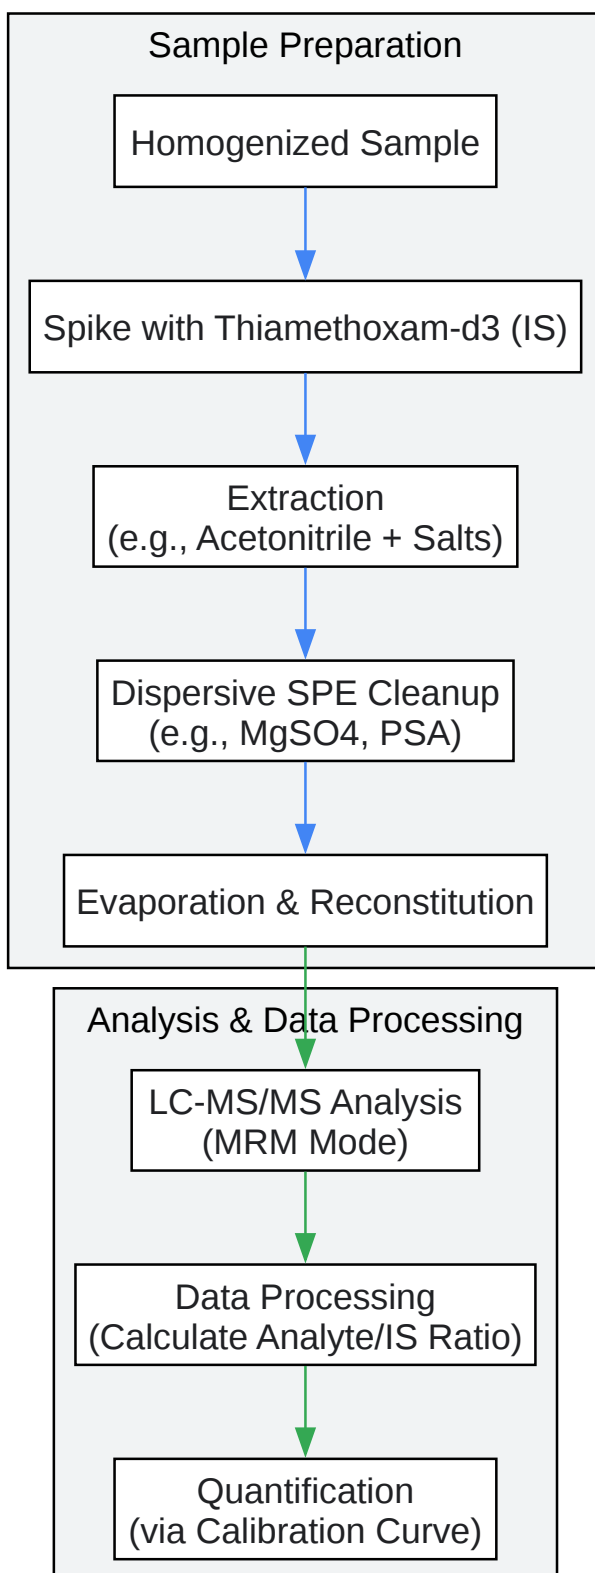 Sample Preparation
Homogenized Sample
Spike with Thiamethoxam-d3 (IS)
Extraction
(e.g., Acetonitrile + Salts)
Dispersive SPE Cleanup
(e.g., MgSO4, PSA)
Evaporation & Reconstitution
Analysis & Data Processing
LC-MS/MS Analysis
(MRM Mode)
Data Processing
(Calculate Analyte/IS Ratio)
Quantification
(via Calibration Curve)